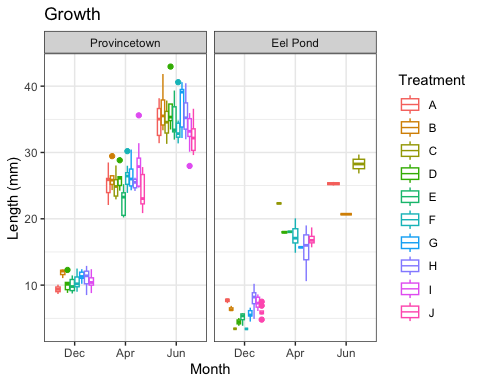 Growth
Provincetown Eel Pond
Length (mm)
40
30
20
10
Dec Apr Jun Dec Apr Jun
Month
Treatment
A
B
C
D
E
F
G
H
I
J